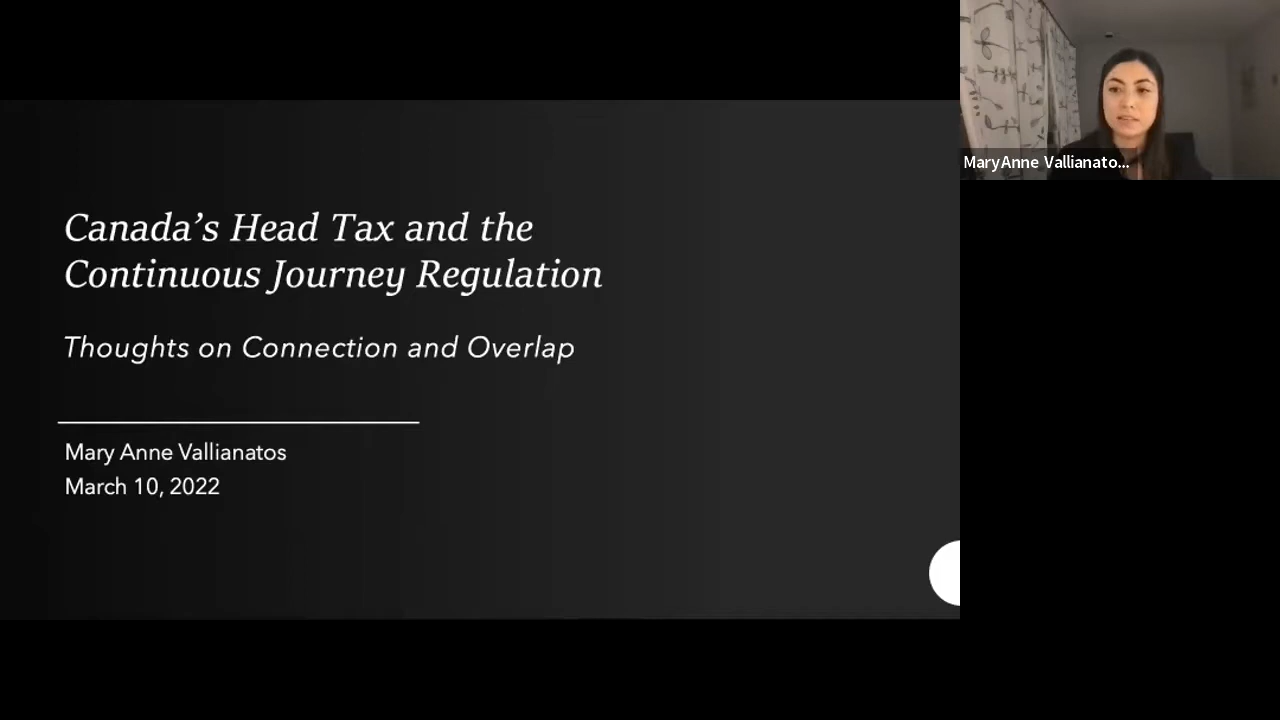 Canada's Head Tax and the
Continuous Journey Regulation
Thoughts on Connection and Overlap
Mary Anne Vallianatos
March 10, 2022
MaryAnne Vallianato...